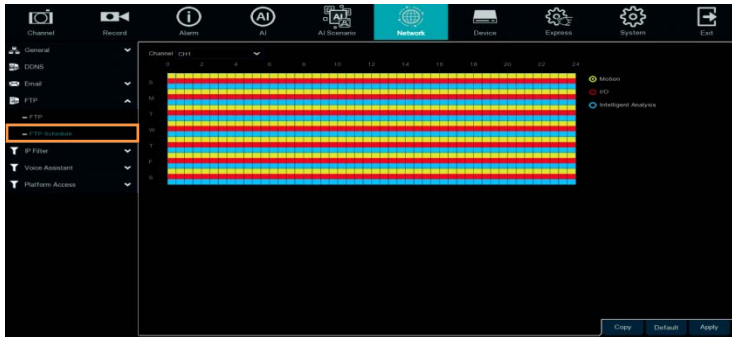 Channel Record Alarm AI AI Scenario Network Device Express System Exit
General
DDNS
Email
FTP
FTP
FTP Schedule
IP Filter
Voice Assistant
Platform Access
Channel CH1
0 2 4 6 8 10 12 14 16 18 20 22 24
S
M
T
W
T
F
S
Motion
I/O
Intelligent Analysis
Copy Default Apply